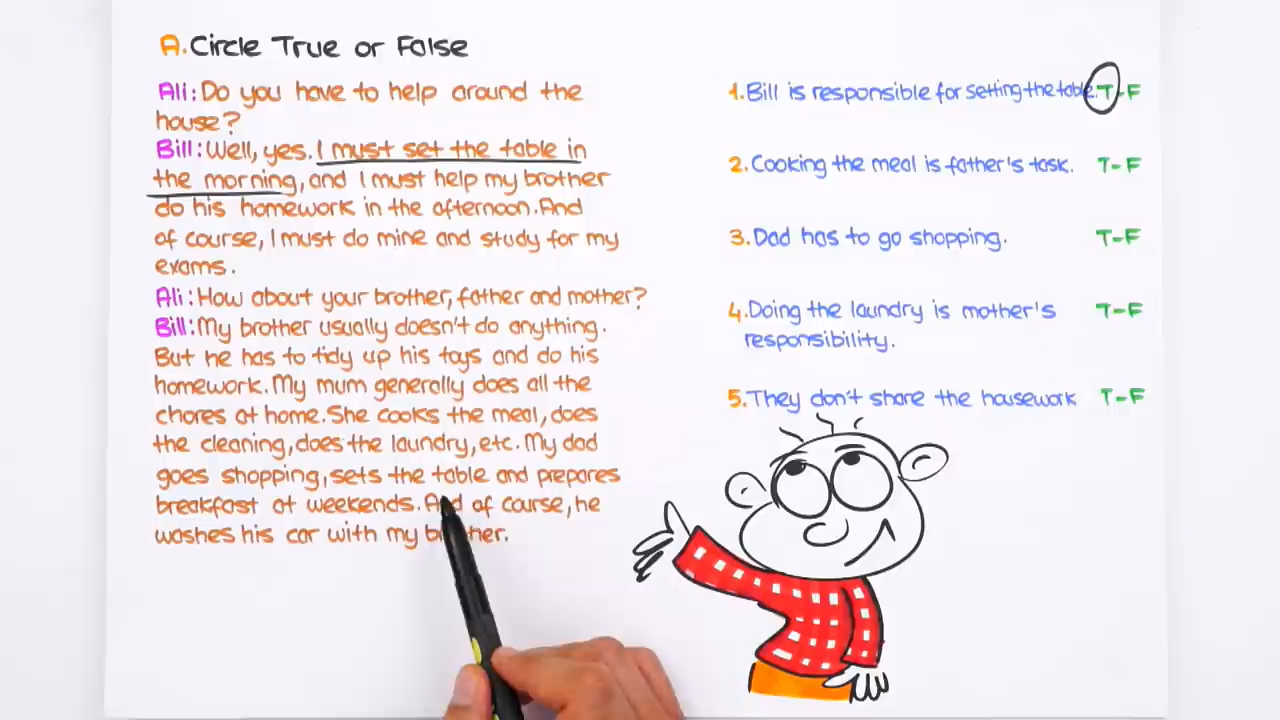 A.Circle True or False
Ali:Do you have to help around the
house?
Bill:Well, yes. I must set the table in
the morning, and I must help my brother
do his homework in the afternoon. And
of course, I must do mine and study for my
exams.
Ali:How about your brother, father and mother?
Bill:My brother usually doesn't do anything.
But he has to tidy up his toys and do his
homework. My mum generally does all the
chores at home. She cooks the meal, does
the cleaning, does the laundry, etc. My dad
goes shopping, sets the table and prepares
breakfast at weekends. And of course, he
washes his car with my brother.
1.Bill is responsible for setting the table. T-F
2.Cooking the meal is father's task. T-F
3.Dad has to go shopping. T-F
4.Doing the laundry is mother's T-F
responsibility.
5.They don't share the housework T-F